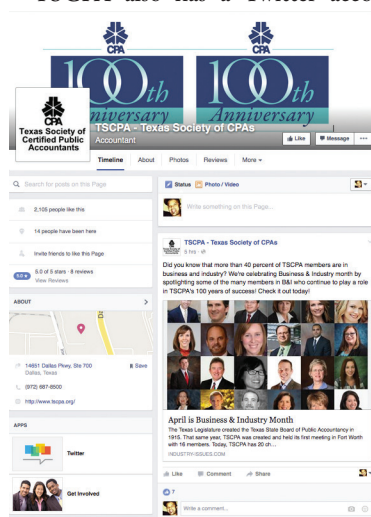 TSCPA also has a Twitter acco
CPA
CPA
100th
Anniversary
100th
Anniversary
CPA
Texas Society of
Certified Public
Accountants
TSCPA - Texas Society of CPAs
Accountant
Like
Message
Timeline
About
Photos
Reviews
More
Search for posts on this Page
2,105 people like this
14 people have been here
Invite friends to like this Page
5.0 of 5 stars · 8 reviews
View Reviews
ABOUT
14651 Dallas Pkwy, Ste 700
Dallas, Texas
Save
(972) 687-8500
http://www.tscpa.org/
APPS
Twitter
Get Involved
Status
Photo / Video
Write something on this Page...
TSCPA - Texas Society of CPAs
Did you know that more than 40 percent of TSCPA members are in
business and industry? We're celebrating Business & Industry month by
spotlighting some of the many members in B&I who continue to play a role
in TSCPA's 100 years of success! Check it out today!
April is Business & Industry Month
The Texas Legislature created the Texas State Board of Public Accountancy in
1915. That same year, TSCPA was created and held its first meeting in Fort Worth
with 16 members. Today, TSCPA has 20 ch...
INDUSTRY-ISSUES.COM
Like
Comment
Share
7
Write a comment...